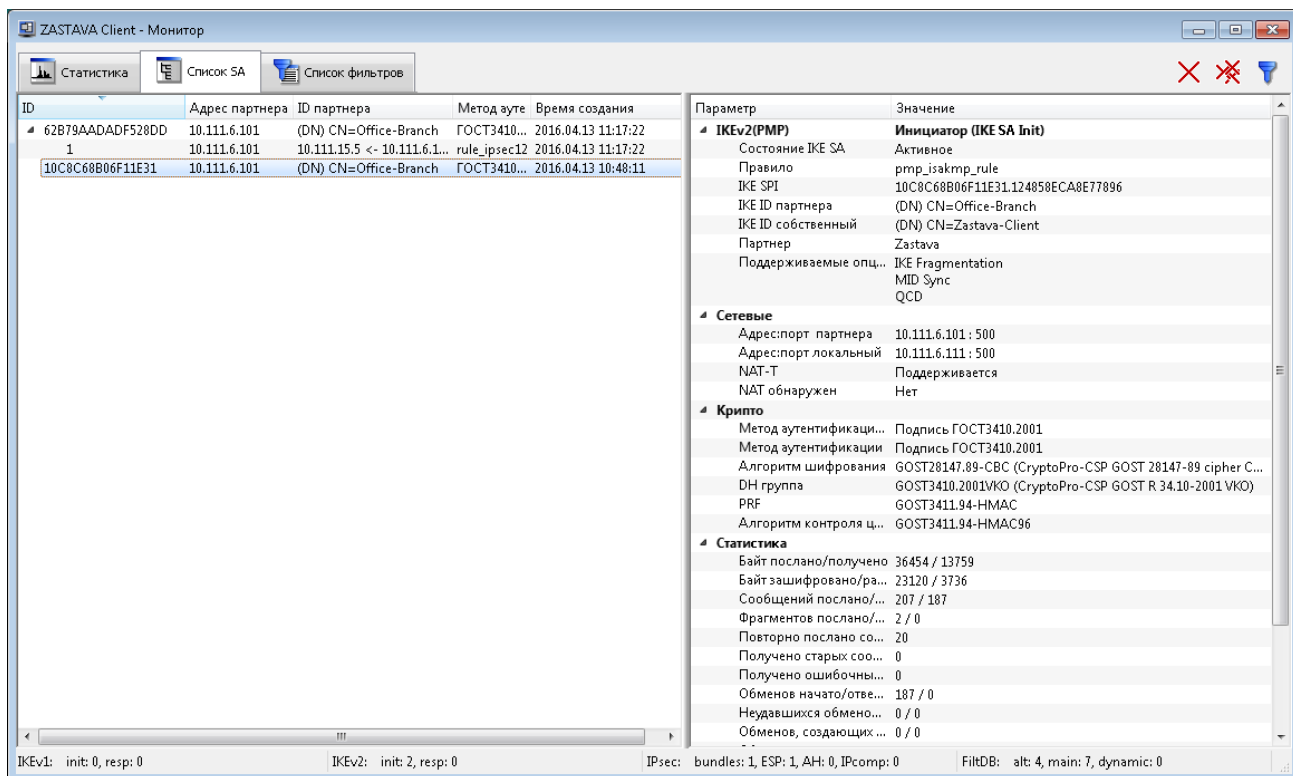 ZASTAVA Client - Монитор
Статистика Список SA Список фильтров
ID Адрес партнера ID партнера Метод ауте Время создания
62B79AADADF528DD 10.111.6.101 (DN) CN=Office-Branch ГОСТ3410... 2016.04.13 11:17:22
1 10.111.6.101 10.111.15.5 <- 10.111.6.1... rule_ipsec12 2016.04.13 11:17:22
10C8C68B06F11E31 10.111.6.101 (DN) CN=Office-Branch ГОСТ3410... 2016.04.13 10:48:11
Параметр Значение
IKEv2(PMP) Инициатор (IKE SA Init)
Состояние IKE SA Активное
Правило pmp_isakmp_rule
IKE SPI 10C8C68B06F11E31.124858ECA8E77896
IKE ID партнера (DN) CN=Office-Branch
IKE ID собственный (DN) CN=Zastava-Client
Партнер Zastava
Поддерживаемые опц... IKE Fragmentation
MID Sync
QCD
Сетевые
Адрес:порт партнера 10.111.6.101 : 500
Адрес:порт локальный 10.111.6.111 : 500
NAT-T Поддерживается
NAT обнаружен Нет
Крипто
Метод аутентификаци... Подпись ГОСТ3410.2001
Метод аутентификации Подпись ГОСТ3410.2001
Алгоритм шифрования GOST28147.89-CBC (CryptoPro-CSP GOST 28147-89 cipher C...
DH группа GOST3410.2001VKO (CryptoPro-CSP GOST R 34.10-2001 VKO)
PRF GOST3411.94-HMAC
Алгоритм контроля ц... GOST3411.94-HMAC96
Статистика
Байт послано/получено 36454 / 13759
Байт зашифровано/ра... 23120 / 3736
Сообщений послано/... 207 / 187
Фрагментов послано/... 2 / 0
Повторно послано со... 20
Получено старых соо... 0
Получено ошибочны... 0
Обменов начато/отве... 187 / 0
Неудавшихся обмено... 0 / 0
Обменов, создающих ... 0 / 0
IKEv1: init: 0, resp: 0 IKEv2: init: 2, resp: 0 IPsec: bundles: 1, ESP: 1, AH: 0, IPcomp: 0 FiltDB: alt: 4, main: 7, dynamic: 0